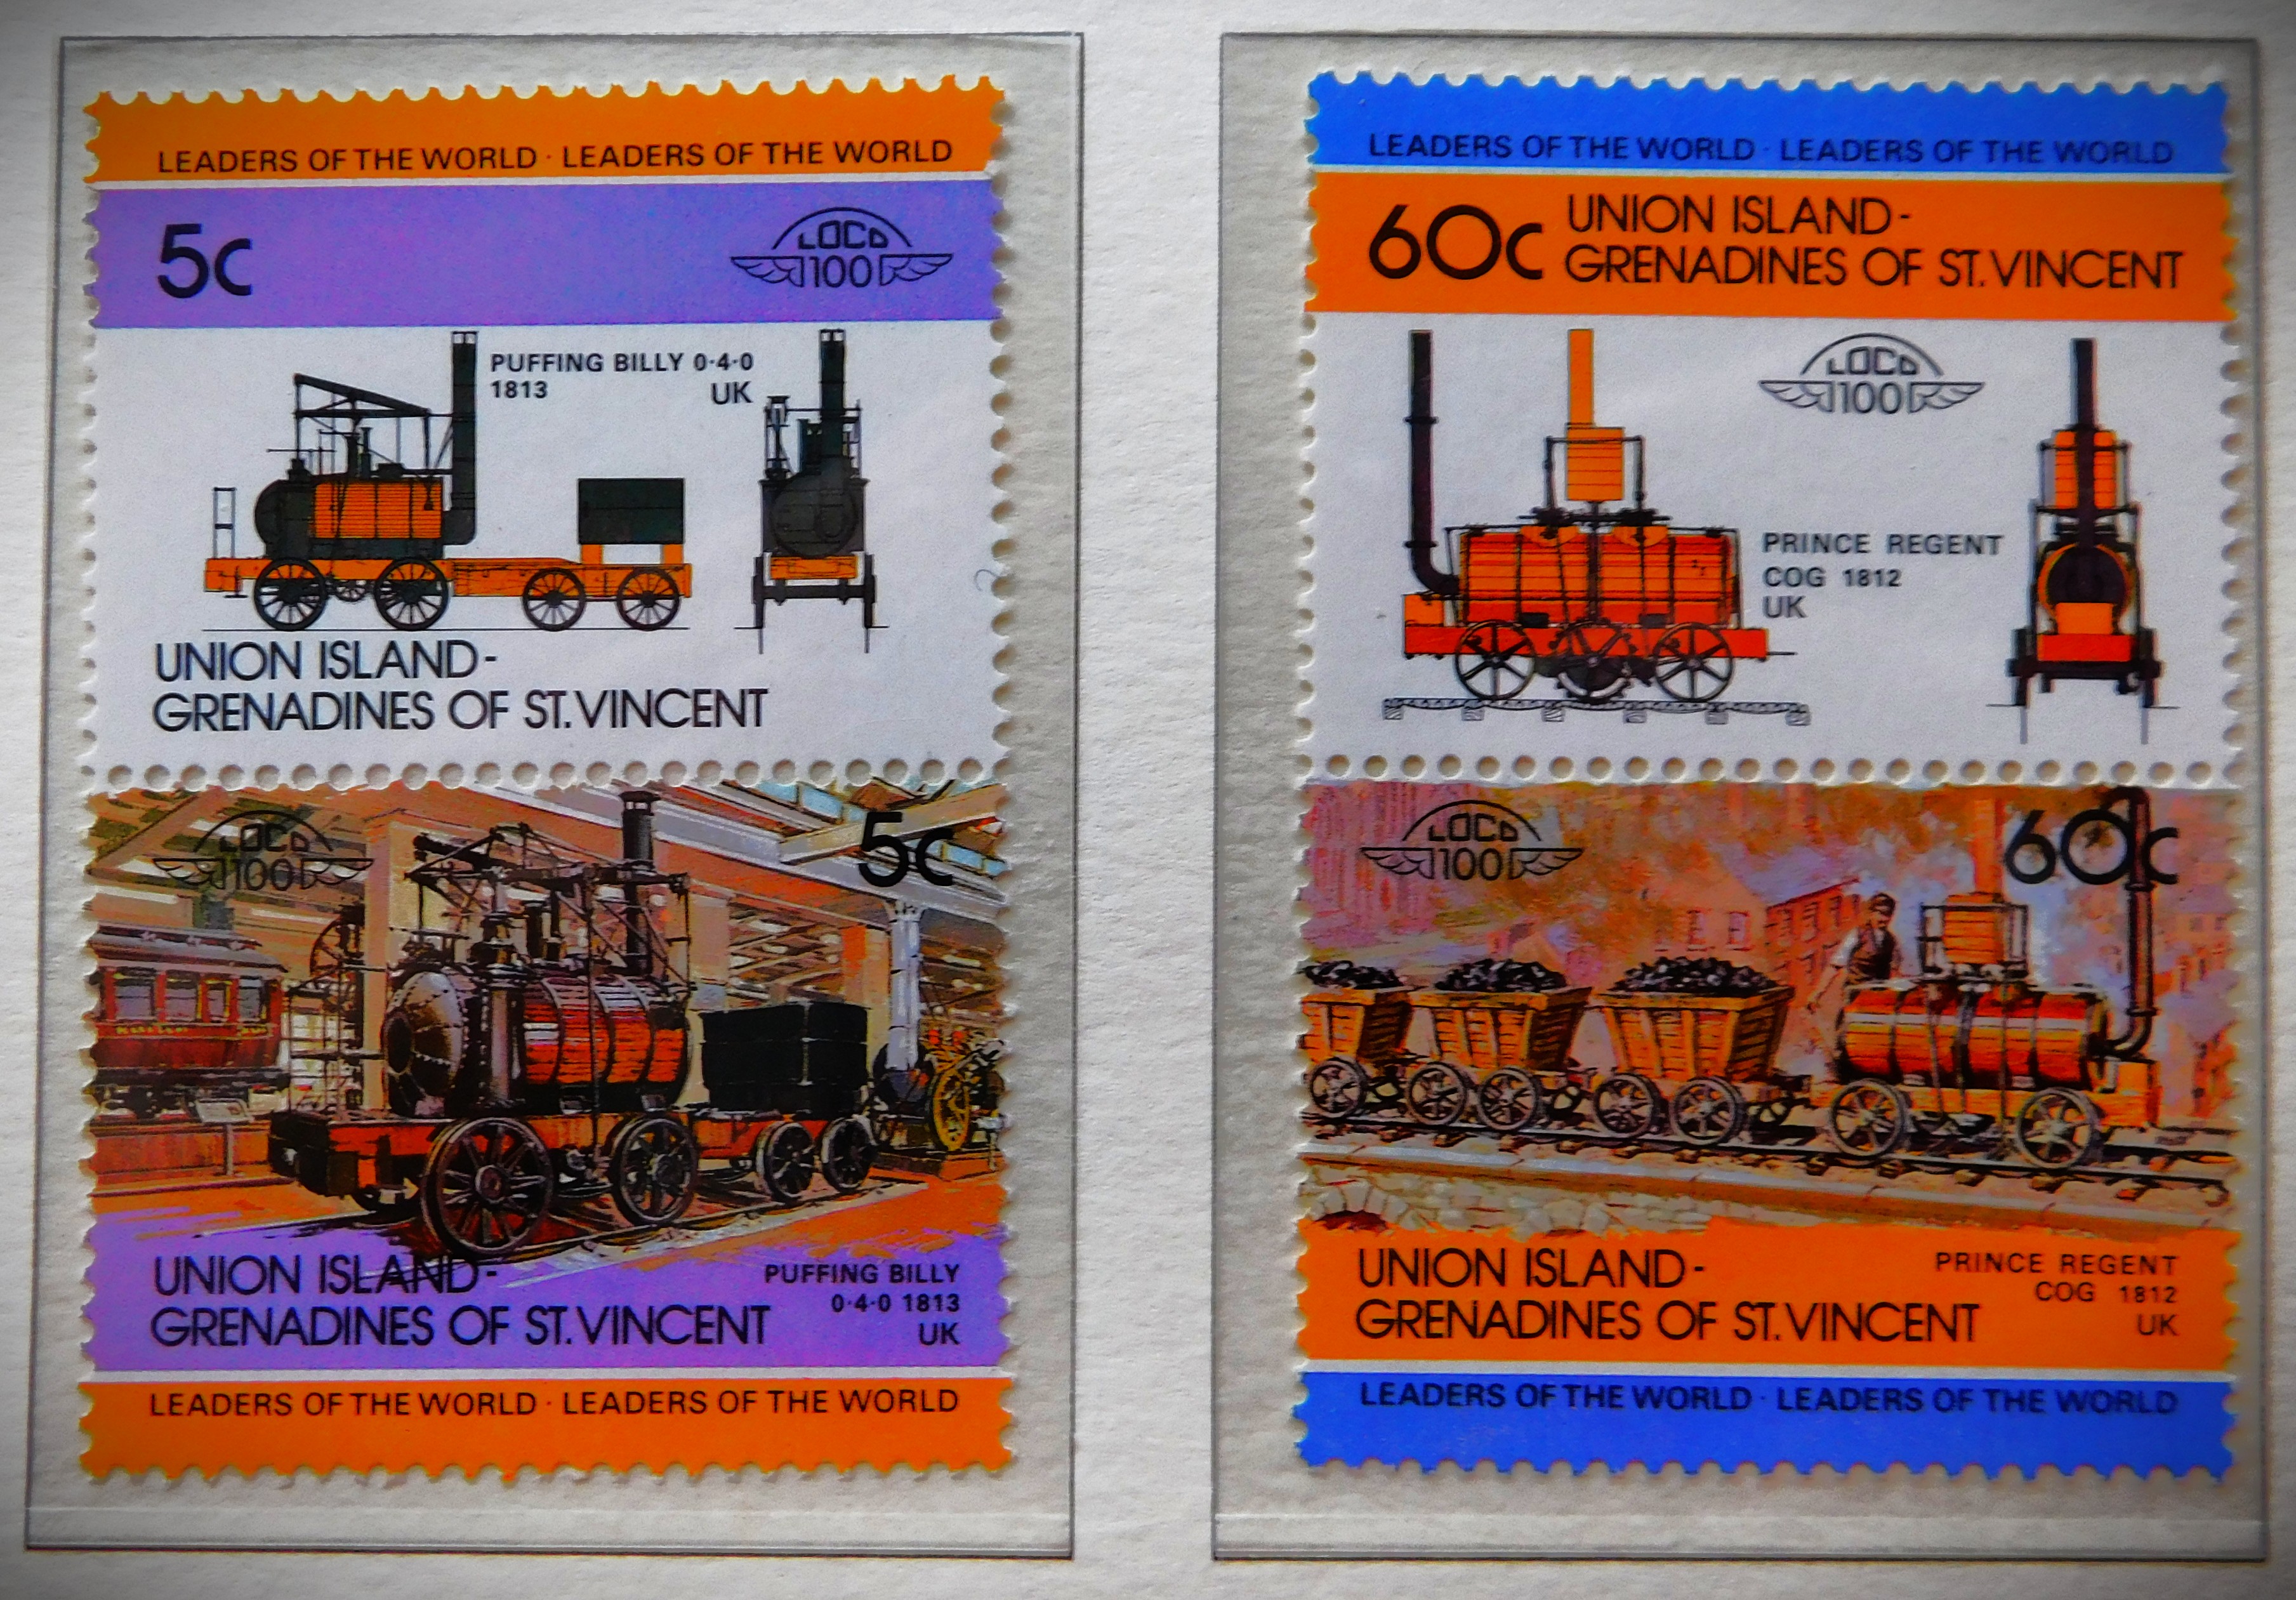 LEADERS OF THE WORLD · LEADERS OF THE WORLD
5c
LOCO
100
PUFFING BILLY 0·4·0
1813
UK
UNION ISLAND-
GRENADINES OF ST.VINCENT
LOCO
100
5c
UNION ISLAND-
GRENADINES OF ST.VINCENT
PUFFING BILLY
0·4·0 1813
UK
LEADERS OF THE WORLD · LEADERS OF THE WORLD
LEADERS OF THE WORLD · LEADERS OF THE WORLD
60c
UNION ISLAND-
GRENADINES OF ST.VINCENT
LOCO
100
PRINCE REGENT
COG 1812
UK
LOCO
100
60c
UNION ISLAND-
GRENADINES OF ST.VINCENT
PRINCE REGENT
COG 1812
UK
LEADERS OF THE WORLD · LEADERS OF THE WORLD